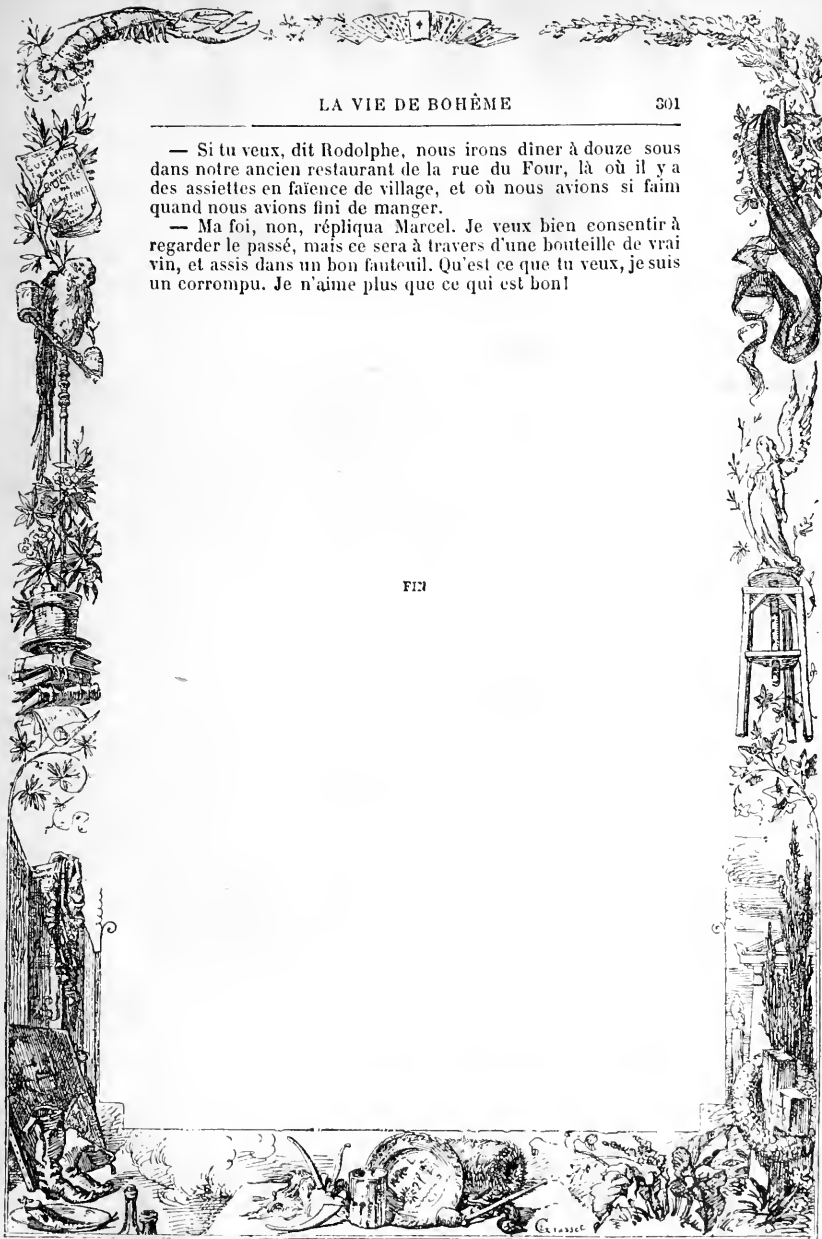 LA VIE DE BOHÊME 301
— Si tu veux, dit Rodolphe, nous irons dîner à douze sous
dans notre ancien restaurant de la rue du Four, là où il y a
des assiettes en faïence de village, et où nous avions si faim
quand nous avions fini de manger.
— Ma foi, non, répliqua Marcel. Je veux bien consentir à
regarder le passé, mais ce sera à travers d'une bouteille de vrai
vin, et assis dans un bon fauteuil. Qu'est ce que tu veux, je suis
un corrompu. Je n'aime plus que ce qui est bon!
FIN